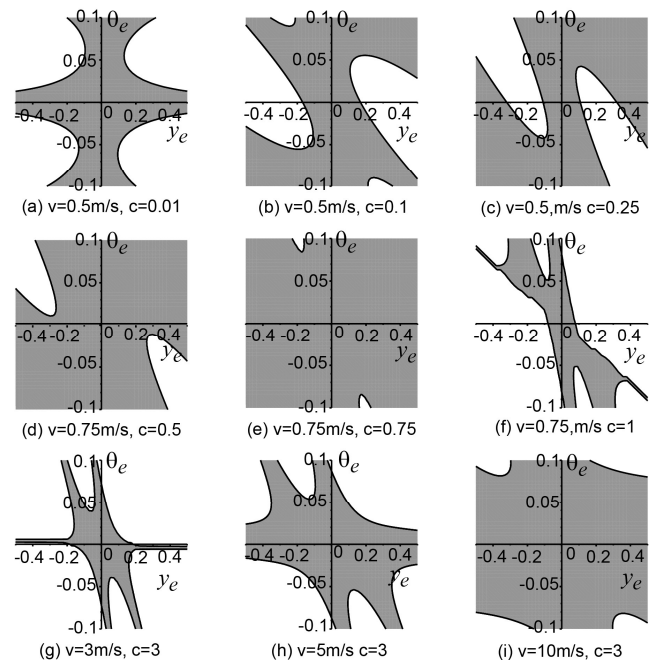 0.1 θe 0.1 θe 0.1 θe
0.05 0.05 0.05
-0.4 -0.2 0 0.2 0.4 -0.4 -0.2 0 0.2 0.4 -0.4 -0.2 0 0.2 0.4
-0.05 ye -0.05 ye -0.05 ye
-0.1 -0.1 -0.1
(a) v=0.5m/s, c=0.01 (b) v=0.5m/s, c=0.1 (c) v=0.5,m/s c=0.25
0.1 θe 0.1 θe 0.1 θe
0.05 0.05 0.05
-0.4 -0.2 0 0.2 0.4 -0.4 -0.2 0 0.2 0.4 -0.4 -0.2 0 0.2 0.4
-0.05 ye -0.05 ye -0.05 ye
-0.1 -0.1 -0.1
(d) v=0.75m/s, c=0.5 (e) v=0.75m/s, c=0.75 (f) v=0.75,m/s c=1
0.1 θe 0.1 θe 0.1 θe
0.05 0.05 0.05
-0.4 -0.2 0 0.2 0.4 -0.4 -0.2 0 0.2 0.4 -0.4 -0.2 0 0.2 0.4
-0.05 ye -0.05 ye -0.05 ye
-0.1 -0.1 -0.1
(g) v=3m/s, c=3 (h) v=5m/s c=3 (i) v=10m/s, c=3